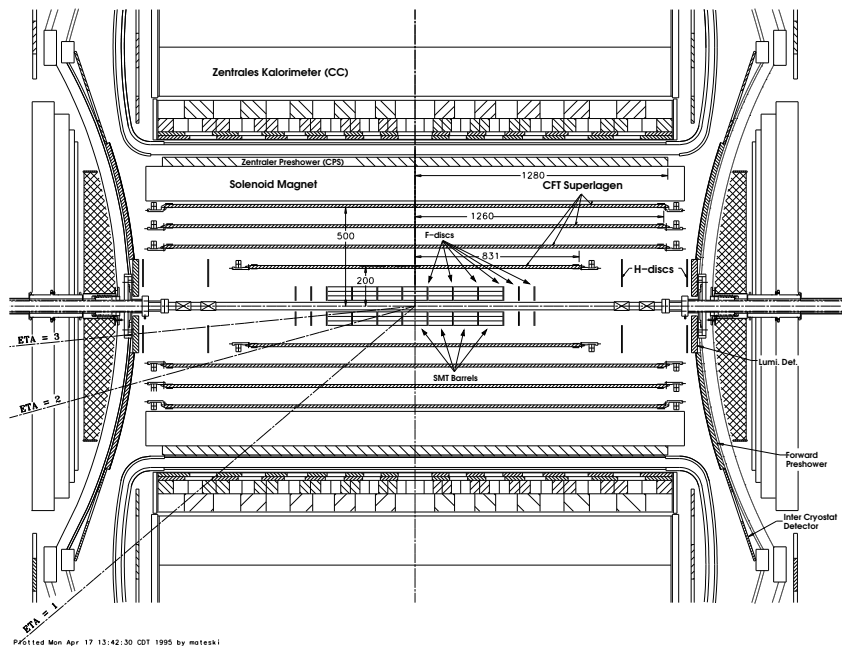 Zentrales Kalorimeter (CC)
Zentraler Preshower (CPS)
1280
Solenoid Magnet
CFT Superlagen
1260
500
F-discs
831
200
H-discs
ETA = 3
SMT Barrels
Lumi. Det.
ETA = 2
Forward
Preshower
Inter Cryostat
Detector
ETA = 1
Plotted Mon Apr 17 13:42:30 CDT 1995 by mateski